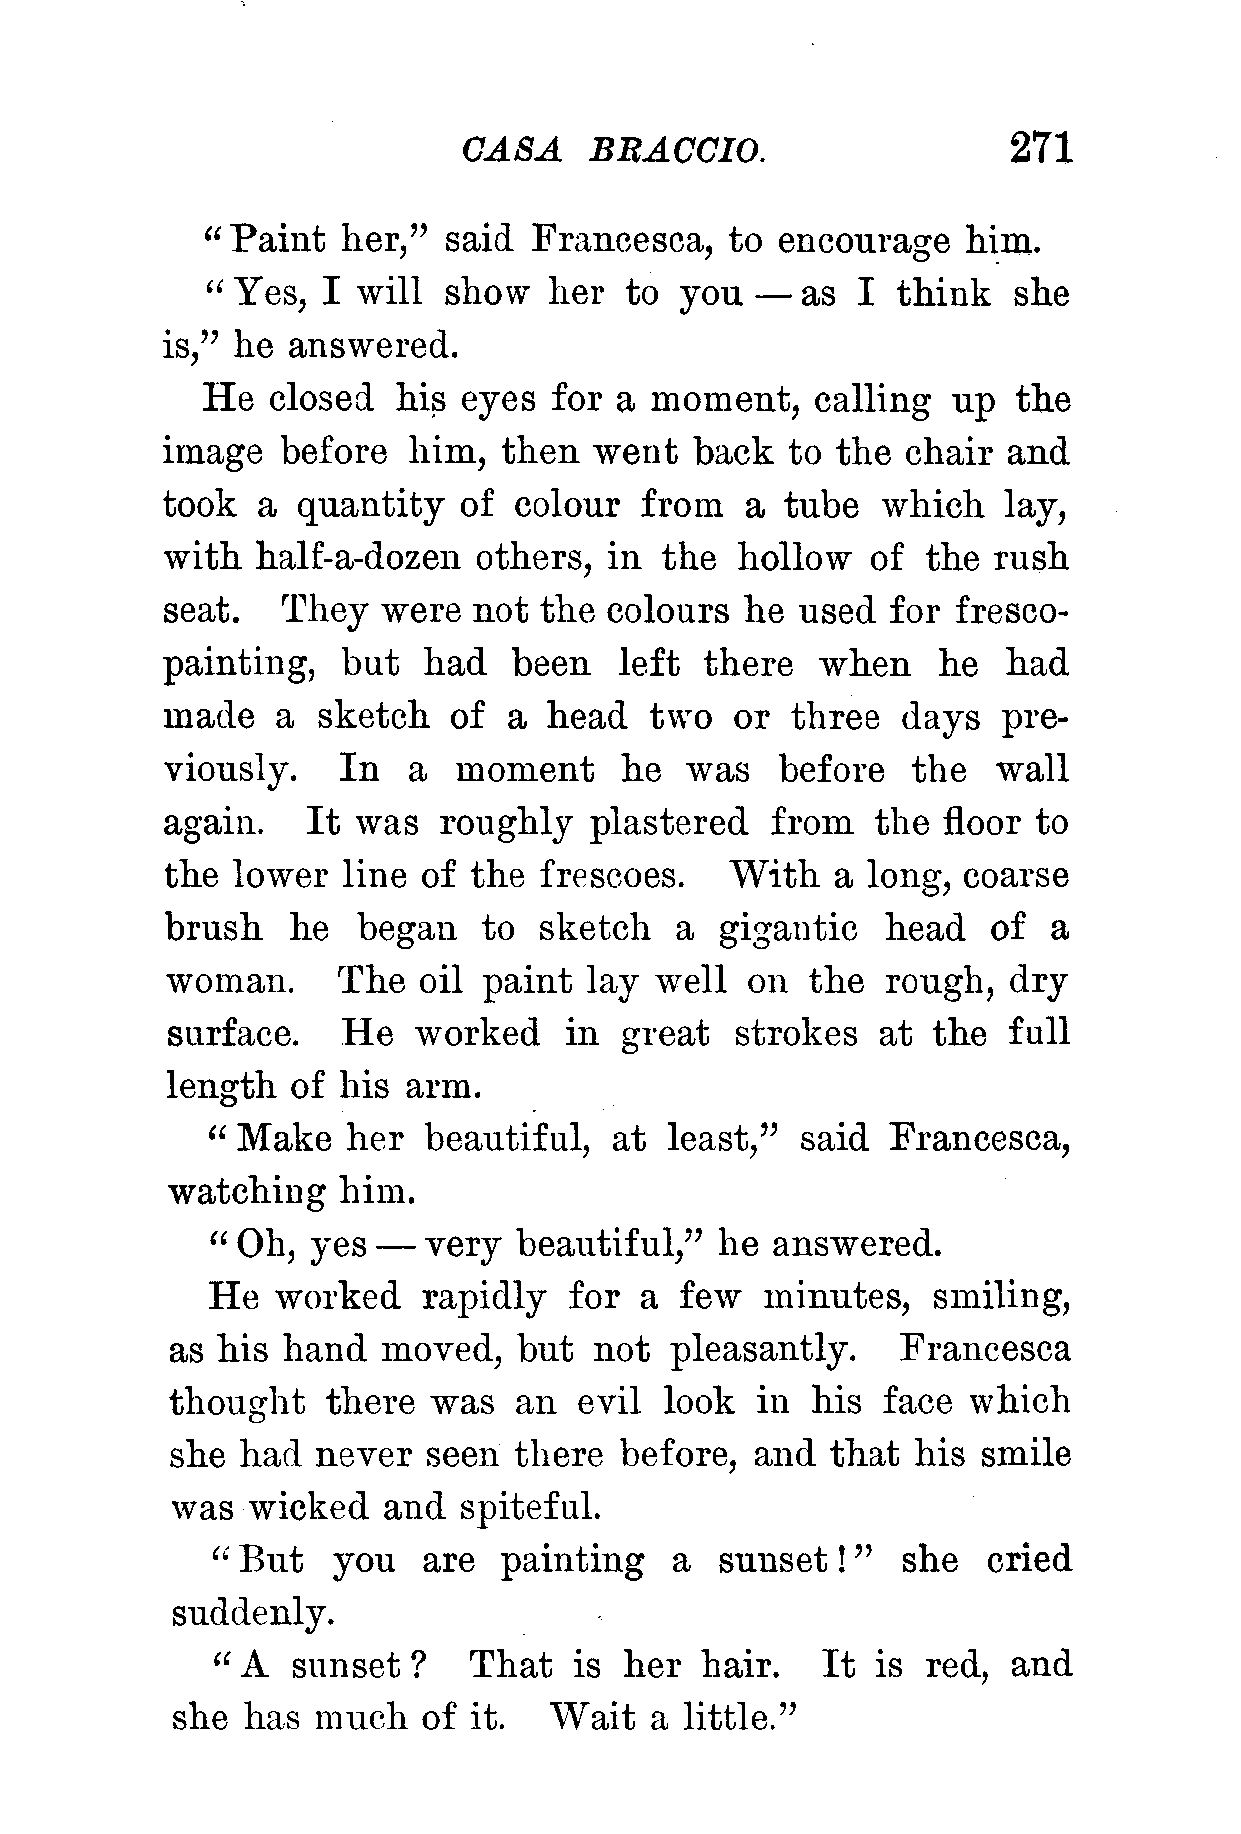 CASA BRACCIO. 271
“Paint her,” said Francesca, to encourage him.
“Yes, I will show her to you — as I think she
is,” he answered.
He closed his eyes for a moment, calling up the
image before him, then went back to the chair and
took a quantity of colour from a tube which lay,
with half-a-dozen others, in the hollow of the rush
seat. They were not the colours he used for fresco-
painting, but had been left there when he had
made a sketch of a head two or three days pre-
viously. In a moment he was before the wall
again. It was roughly plastered from the floor to
the lower line of the frescoes. With a long, coarse
brush he began to sketch a gigantic head of a
woman. The oil paint lay well on the rough, dry
surface. He worked in great strokes at the full
length of his arm.
“Make her beautiful, at least,” said Francesca,
watching him.
“Oh, yes — very beautiful,” he answered.
He worked rapidly for a few minutes, smiling,
as his hand moved, but not pleasantly. Francesca
thought there was an evil look in his face which
she had never seen there before, and that his smile
was wicked and spiteful.
“But you are painting a sunset!” she cried
suddenly.
“A sunset? That is her hair. It is red, and
she has much of it. Wait a little.”